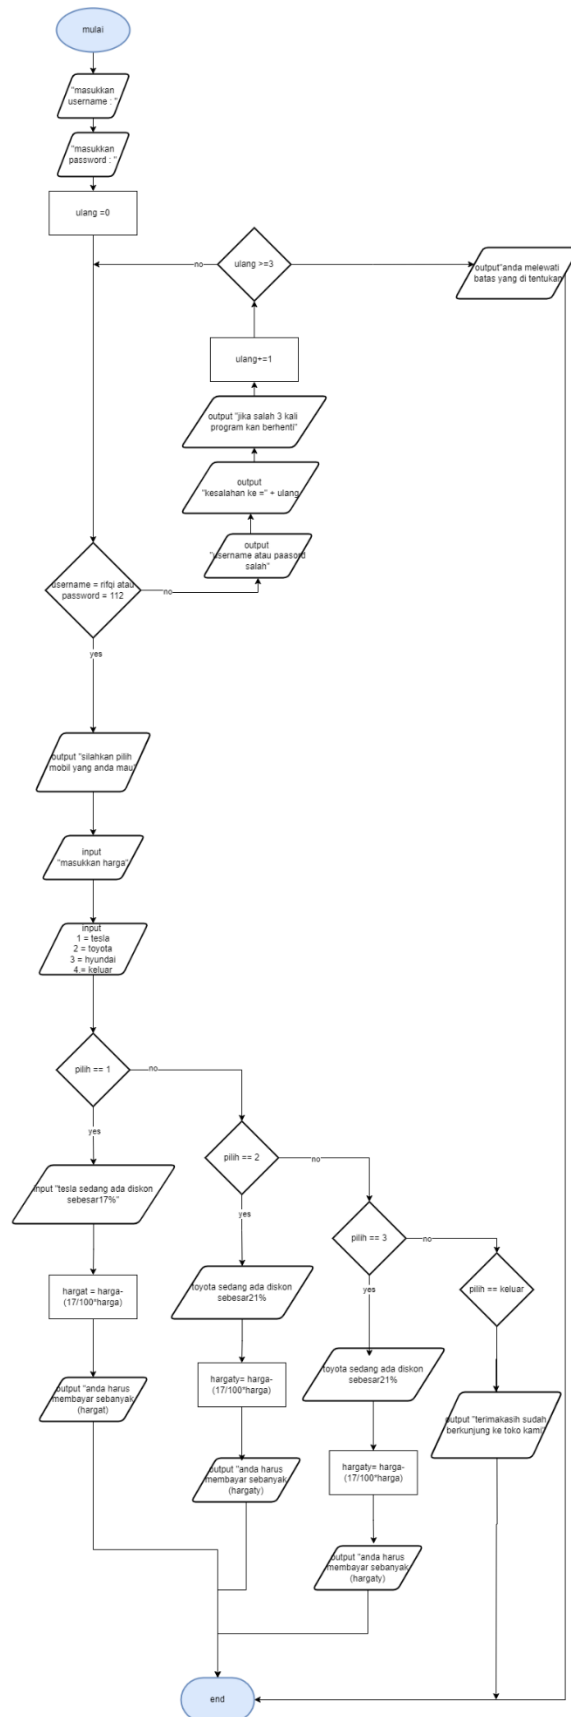 mulai
"masukkan
username : "
"masukkan
password : "
ulang =0
no
ulang >=3
output"anda melewati
batas yang di tentukan
ulang+=1
output "jika salah 3 kali
program kan berhenti"
output
"kesalahan ke =" + ulang
output
"username atau paasord
salah"
username = rifqi atau
password = 112
no
yes
output "silahkan pilih
mobil yang anda mau"
input
"masukkan harga"
input
1 = tesla
2 = toyota
3 = hyundai
4.= keluar
pilih == 1
no
yes
pilih == 2
no
yes
input "tesla sedang ada diskon
sebesar17%"
pilih == 3
no
yes
pilih == keluar
hargat = harga-
(17/100*harga)
toyota sedang ada diskon
sebesar21%
toyota sedang ada diskon
sebesar21%
hargaty= harga-
(17/100*harga)
output "anda harus
membayar sebanyak
(hargat)
output "terimakasih sudah
berkunjung ke toko kami"
hargaty= harga-
(17/100*harga)
output "anda harus
membayar sebanyak
(hargaty)
output "anda harus
membayar sebanyak
(hargaty)
end